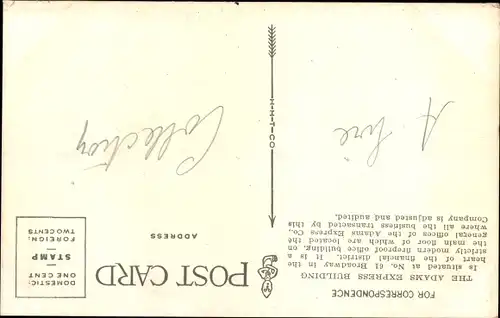 FOR CORRESPONDENCE
THE ADAMS EXPRESS BUILDING
Is situated at No. 61 Broadway in the
heart of the financial district. It is a
strictly modern fireproof office building, on
the main floor of which are located the
general offices of the Adams Express Co.,
where all the business transacted by this
Company is adjusted and audited.
H-N-T-CO
POST CARD
ADDRESS
DOMESTIC:
ONE CENT
STAMP
FOREIGN:
TWO CENTS
A
Collection